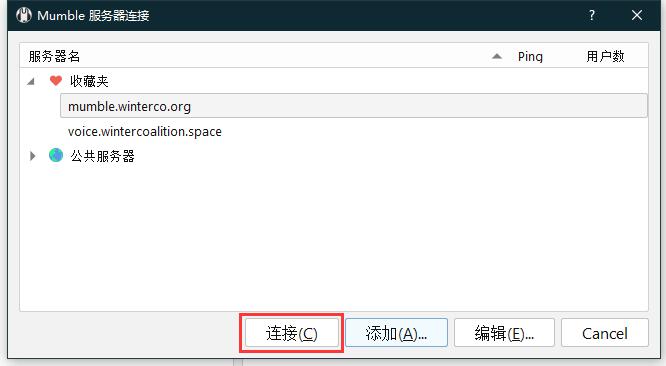 Mumble 服务器连接
服务器名 Ping 用户数
收藏夹
mumble.winterco.org
voice.wintercoalition.space
公共服务器
连接(C) 添加(A)... 编辑(E)... Cancel